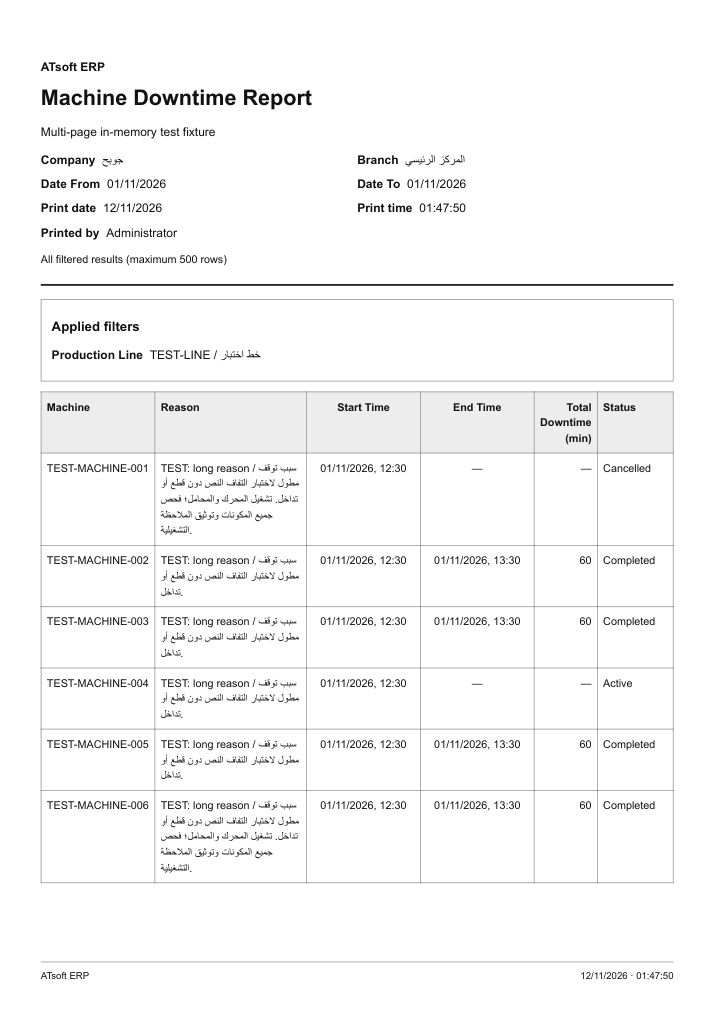 ATsoft ERP
Machine Downtime Report
Multi-page in-memory test fixture
Company جويح
Branch المركز الرئيسي
Date From 01/11/2026
Date To 01/11/2026
Print date 12/11/2026
Print time 01:47:50
Printed by Administrator
All filtered results (maximum 500 rows)
Applied filters
Production Line TEST-LINE / خط اختبار
Machine
Reason
Start Time
End Time
Total
Downtime
(min)
Status
TEST-MACHINE-001
TEST: long reason / سبب توقف
مطول لاختبار التفاف النص دون قطع أو
تداخل. تشغيل المحرك والمحامل؛ فحص
جميع المكونات وتوثيق الملاحظة
التشغيلية.
01/11/2026, 12:30
—
—
Cancelled
TEST-MACHINE-002
TEST: long reason / سبب توقف
مطول لاختبار التفاف النص دون قطع أو
تداخل.
01/11/2026, 12:30
01/11/2026, 13:30
60
Completed
TEST-MACHINE-003
TEST: long reason / سبب توقف
مطول لاختبار التفاف النص دون قطع أو
تداخل.
01/11/2026, 12:30
01/11/2026, 13:30
60
Completed
TEST-MACHINE-004
TEST: long reason / سبب توقف
مطول لاختبار التفاف النص دون قطع أو
تداخل.
01/11/2026, 12:30
—
—
Active
TEST-MACHINE-005
TEST: long reason / سبب توقف
مطول لاختبار التفاف النص دون قطع أو
تداخل.
01/11/2026, 12:30
01/11/2026, 13:30
60
Completed
TEST-MACHINE-006
TEST: long reason / سبب توقف
مطول لاختبار التفاف النص دون قطع أو
تداخل. تشغيل المحرك والمحامل؛ فحص
جميع المكونات وتوثيق الملاحظة
التشغيلية.
01/11/2026, 12:30
01/11/2026, 13:30
60
Completed
ATsoft ERP
12/11/2026 · 01:47:50